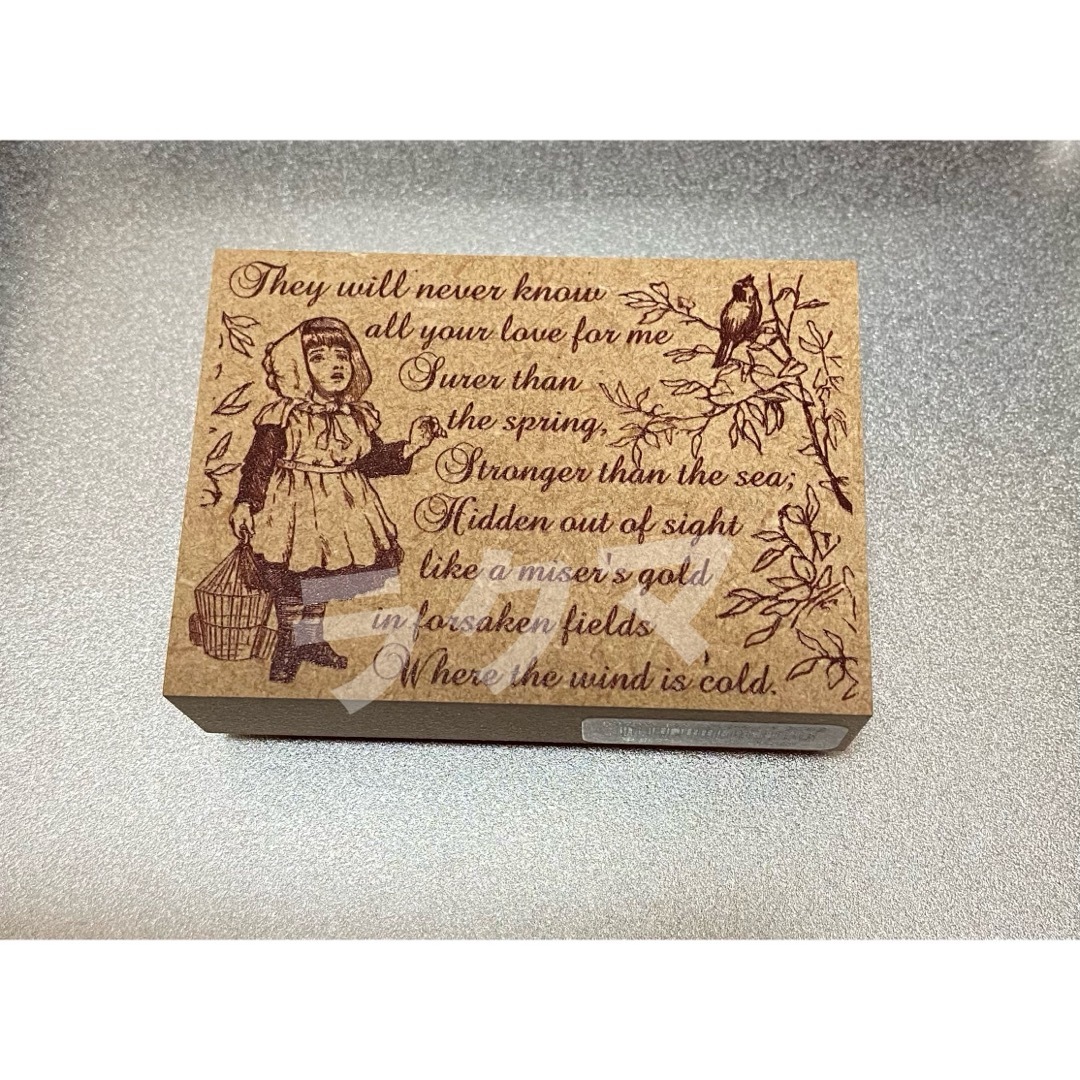 They will never know
all your love for me
Surer than
the spring,
Stronger than the sea;
Hidden out of sight
like a miser's gold
in forsaken fields
Where the wind is cold.
ラクマ